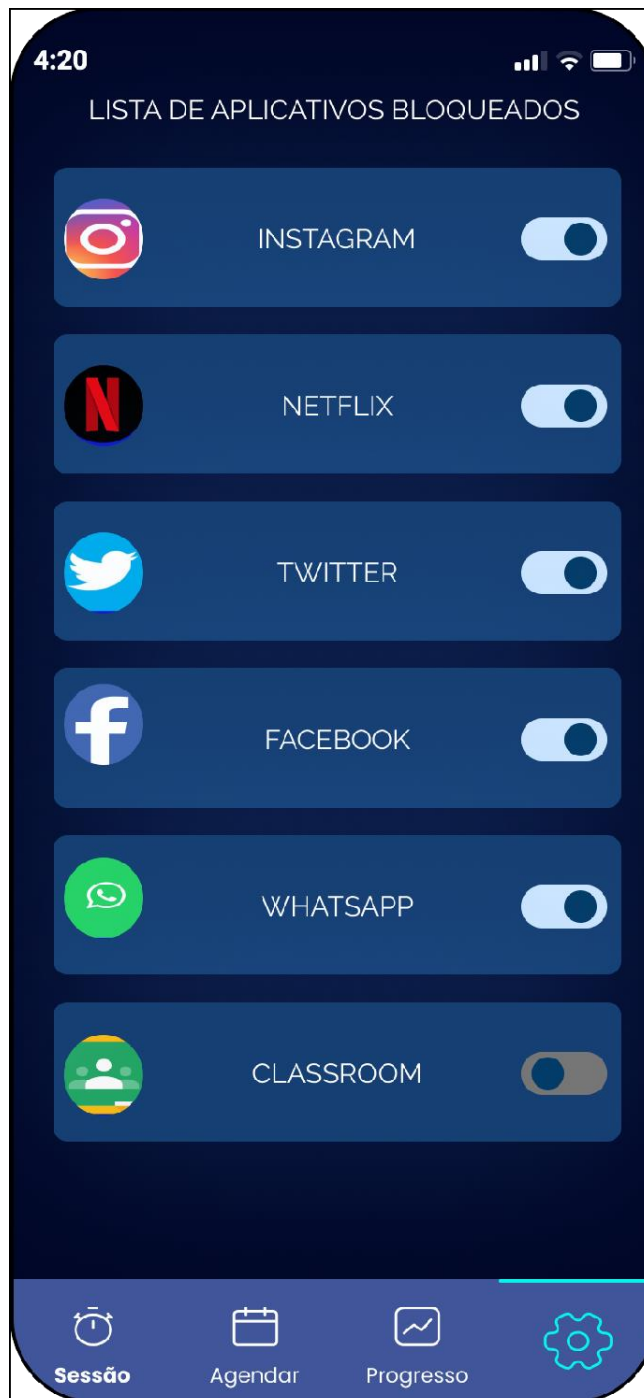 4:20
LISTA DE APLICATIVOS BLOQUEADOS
INSTAGRAM
N
NETFLIX
TWITTER
f
FACEBOOK
WHATSAPP
CLASSROOM
Sessão
Agendar
Progresso